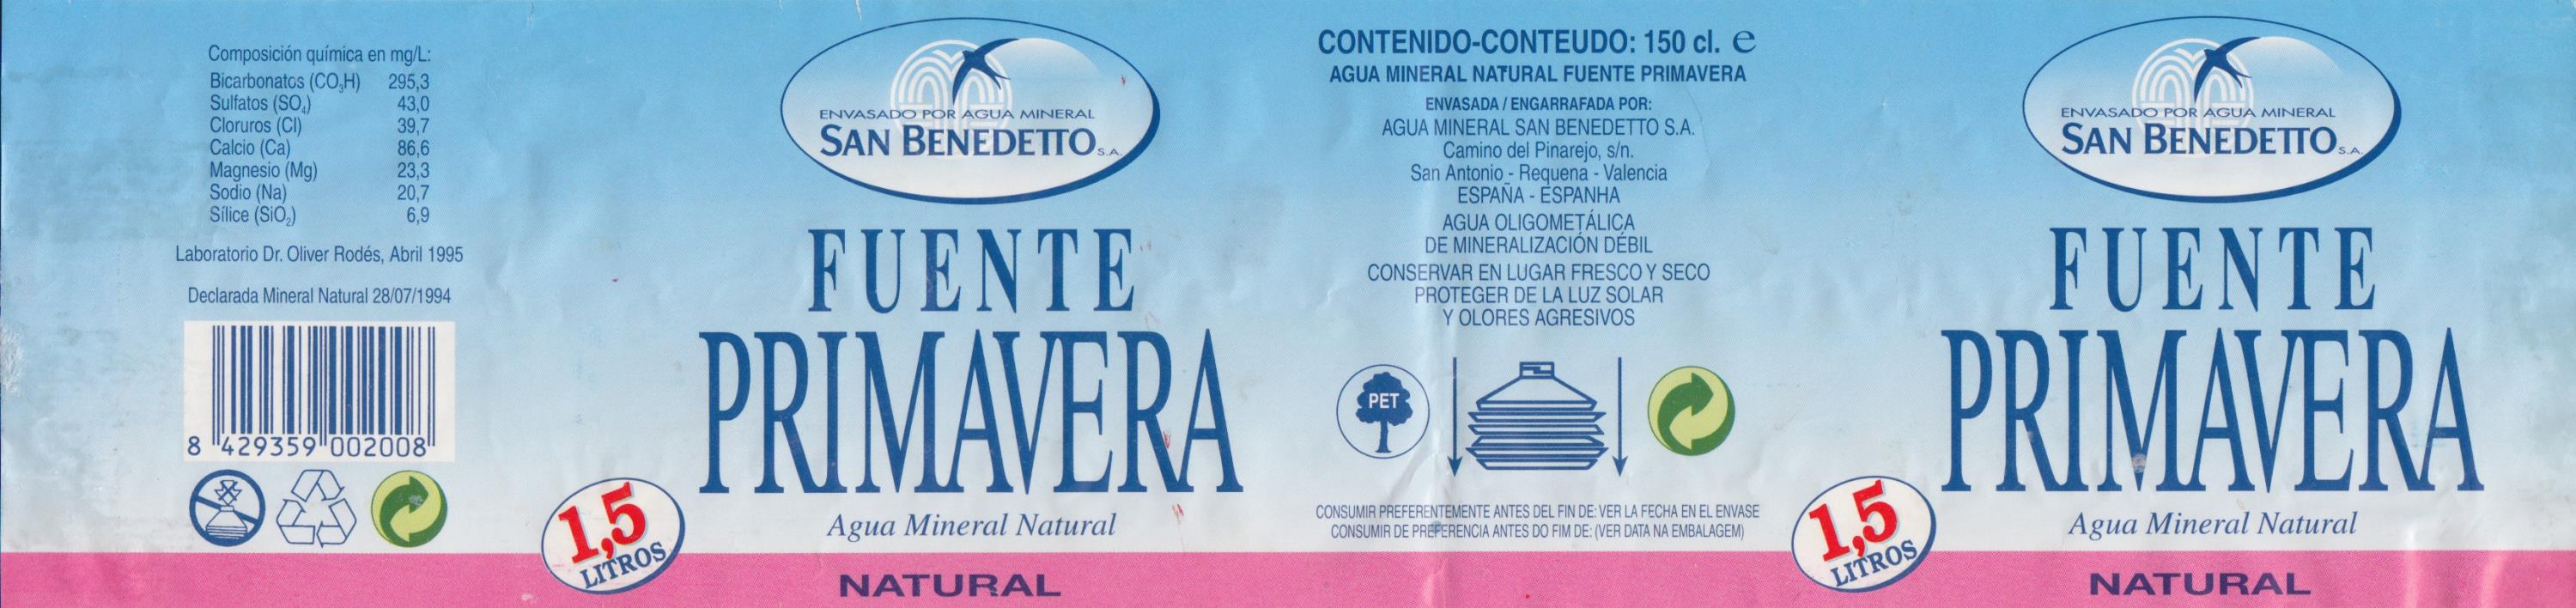 Composición química en mg/L:
Bicarbonatos (CO₃H) 295,3
Sulfatos (SO₄) 43,0
Cloruros (Cl) 39,7
Calcio (Ca) 86,6
Magnesio (Mg) 23,3
Sodio (Na) 20,7
Sílice (SiO₂) 6,9
Laboratorio Dr. Oliver Rodés, Abril 1995
Declarada Mineral Natural 28/07/1994
8 429359 002008
ENVASADO POR AGUA MINERAL
SAN BENEDETTO S.A.
FUENTE
PRIMAVERA
1,5
LITROS
Agua Mineral Natural
NATURAL
CONTENIDO-CONTEUDO: 150 cl. e
AGUA MINERAL NATURAL FUENTE PRIMAVERA
ENVASADA / ENGARRAFADA POR:
AGUA MINERAL SAN BENEDETTO S.A.
Camino del Pinarejo, s/n.
San Antonio - Requena - Valencia
ESPAÑA - ESPANHA
AGUA OLIGOMETÁLICA
DE MINERALIZACIÓN DÉBIL
CONSERVAR EN LUGAR FRESCO Y SECO
PROTEGER DE LA LUZ SOLAR
Y OLORES AGRESIVOS
PET
CONSUMIR PREFERENTEMENTE ANTES DEL FIN DE: VER LA FECHA EN EL ENVASE
CONSUMIR DE PREFERENCIA ANTES DO FIM DE: (VER DATA NA EMBALAGEM)
ENVASADO POR AGUA MINERAL
SAN BENEDETTO S.A.
FUENTE
PRIMAVERA
1,5
LITROS
Agua Mineral Natural
NATURAL